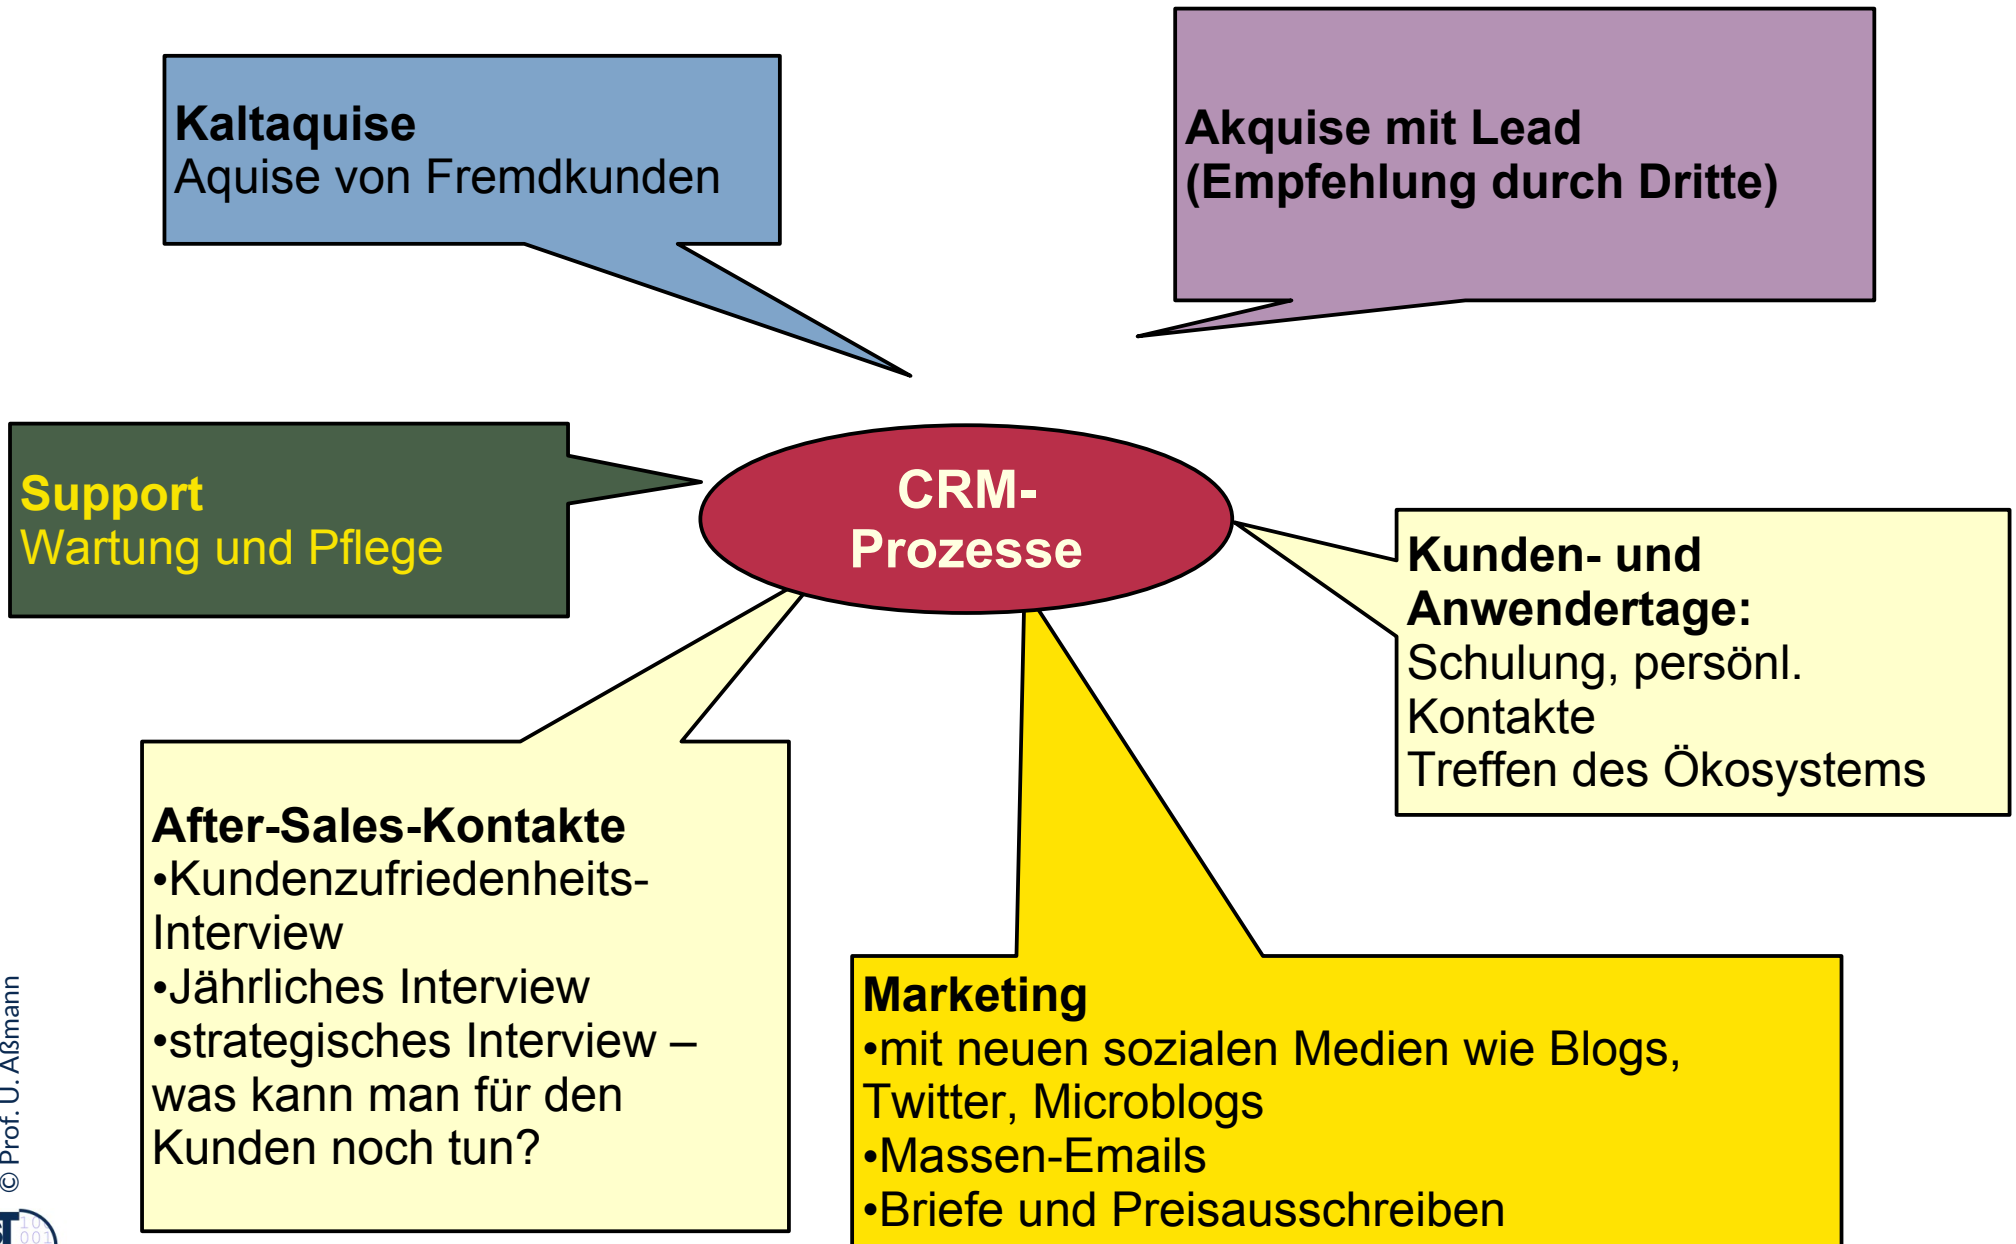 Kaltaquise
Aquise von Fremdkunden
Akquise mit Lead
(Empfehlung durch Dritte)
Support
Wartung und Pflege
CRM-
Prozesse
Kunden- und
Anwendertage:
Schulung, persönl.
Kontakte
Treffen des Ökosystems
After-Sales-Kontakte
•Kundenzufriedenheits-
Interview
•Jährliches Interview
•strategisches Interview –
was kann man für den
Kunden noch tun?
Marketing
•mit neuen sozialen Medien wie Blogs,
Twitter, Microblogs
•Massen-Emails
•Briefe und Preisausschreiben
© Prof. U. Aßmann